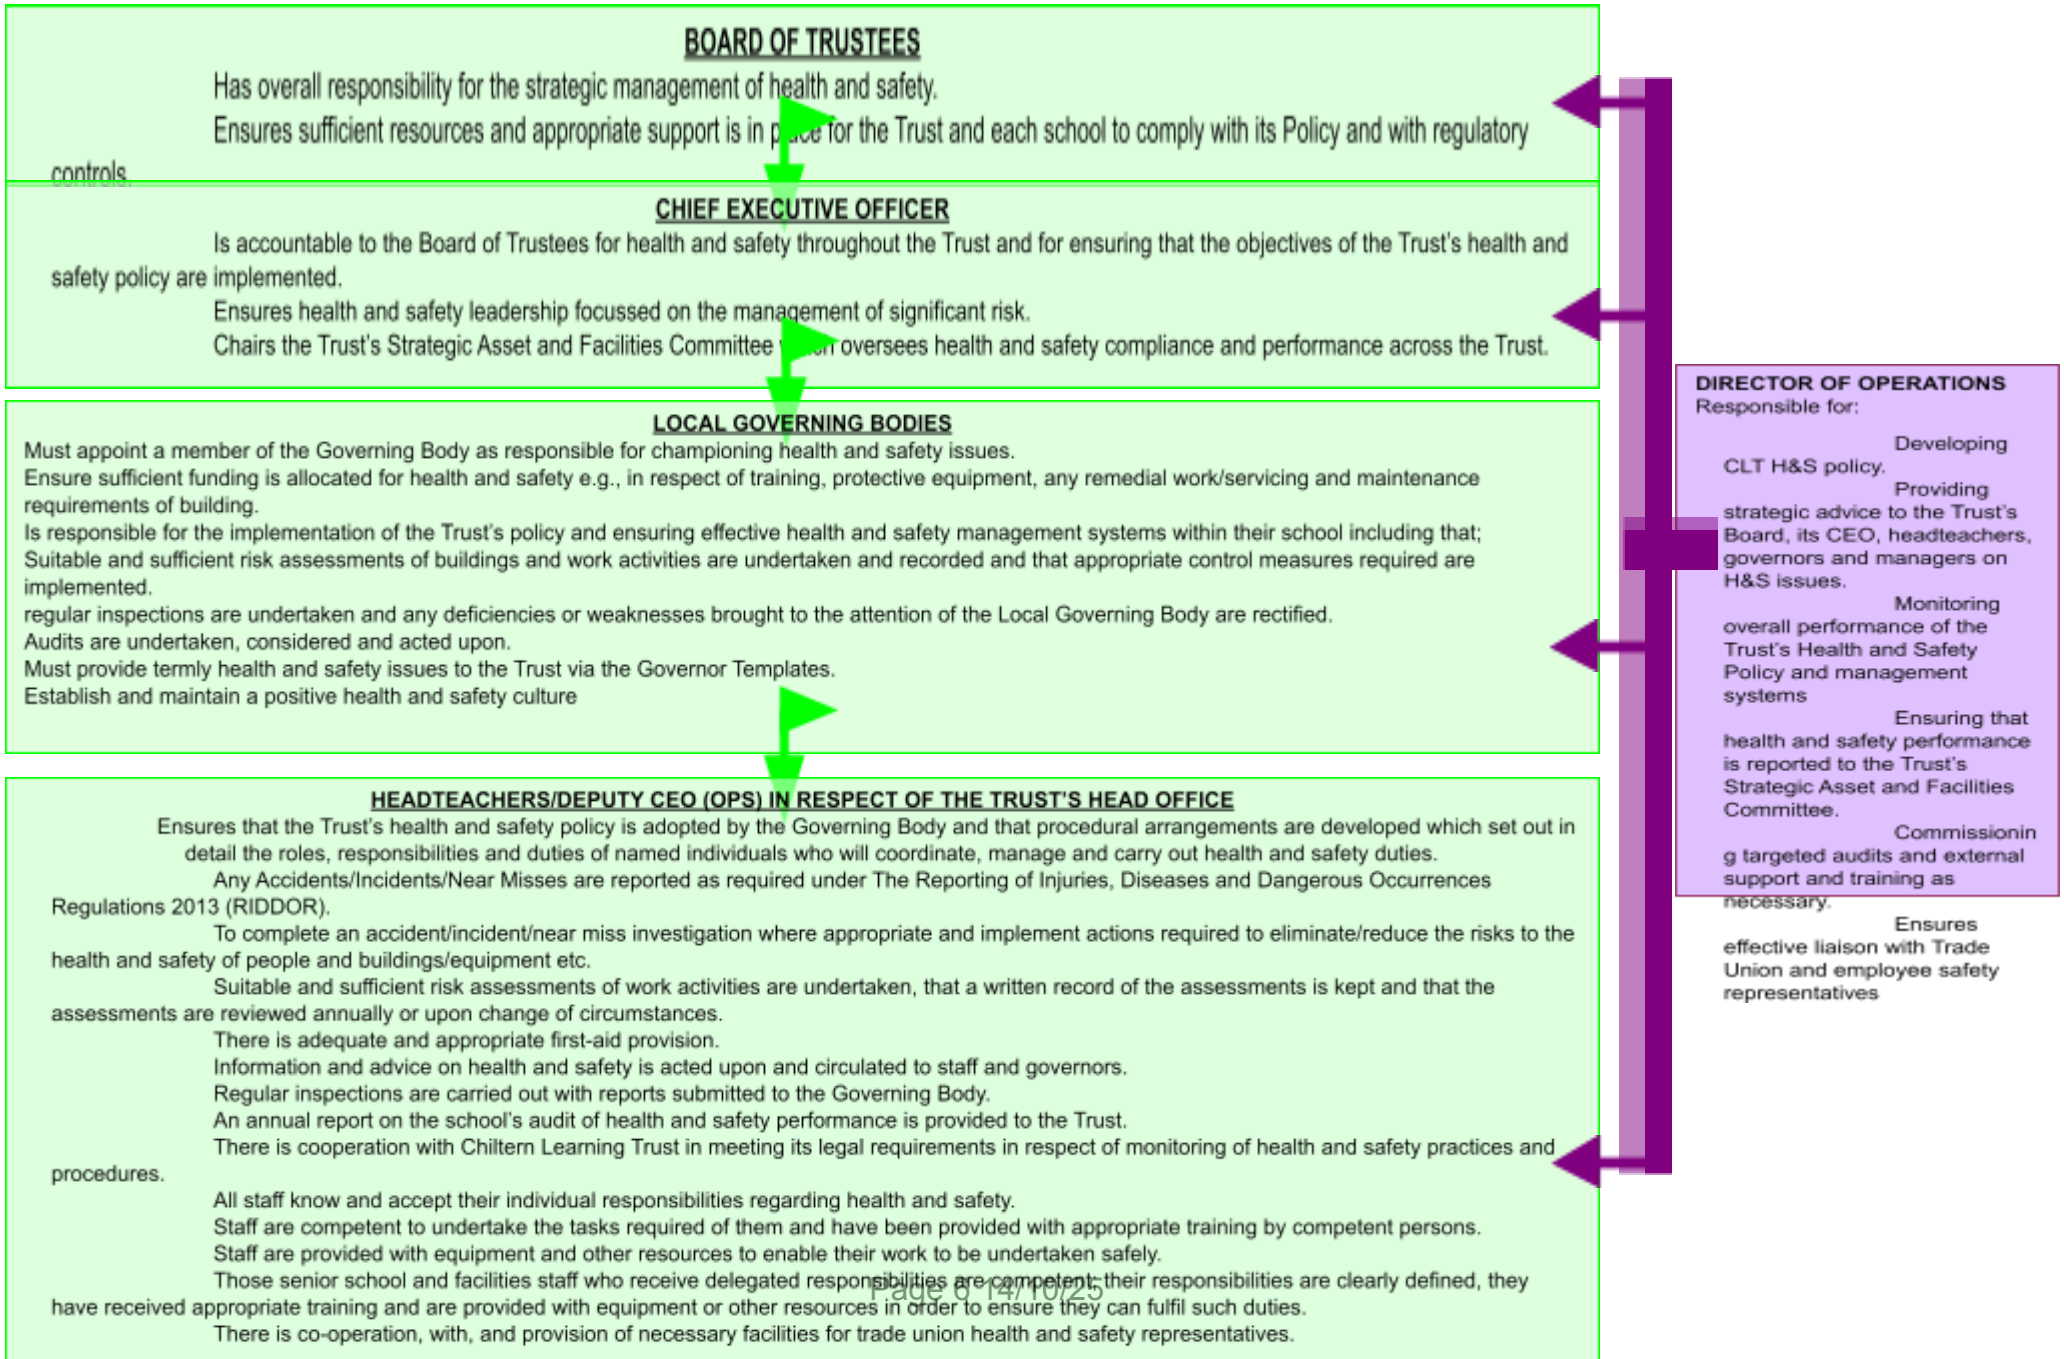 BOARD OF TRUSTEES
Has overall responsibility for the strategic management of health and safety.
Ensures sufficient resources and appropriate support is in place for the Trust and each school to comply with its Policy and with regulatory
controls.
CHIEF EXECUTIVE OFFICER
Is accountable to the Board of Trustees for health and safety throughout the Trust and for ensuring that the objectives of the Trust's health and
safety policy are implemented.
Ensures health and safety leadership focussed on the management of significant risk.
Chairs the Trust's Strategic Asset and Facilities Committee which oversees health and safety compliance and performance across the Trust.
LOCAL GOVERNING BODIES
Must appoint a member of the Governing Body as responsible for championing health and safety issues.
Ensure sufficient funding is allocated for health and safety e.g., in respect of training, protective equipment, any remedial work/servicing and maintenance
requirements of building.
Is responsible for the implementation of the Trust's policy and ensuring effective health and safety management systems within their school including that;
Suitable and sufficient risk assessments of buildings and work activities are undertaken and recorded and that appropriate control measures required are
implemented.
regular inspections are undertaken and any deficiencies or weaknesses brought to the attention of the Local Governing Body are rectified.
Audits are undertaken, considered and acted upon.
Must provide termly health and safety issues to the Trust via the Governor Templates.
Establish and maintain a positive health and safety culture
HEADTEACHERS/DEPUTY CEO (OPS) IN RESPECT OF THE TRUST'S HEAD OFFICE
Ensures that the Trust's health and safety policy is adopted by the Governing Body and that procedural arrangements are developed which set out in
detail the roles, responsibilities and duties of named individuals who will coordinate, manage and carry out health and safety duties.
Any Accidents/Incidents/Near Misses are reported as required under The Reporting of Injuries, Diseases and Dangerous Occurrences
Regulations 2013 (RIDDOR).
To complete an accident/incident/near miss investigation where appropriate and implement actions required to eliminate/reduce the risks to the
health and safety of people and buildings/equipment etc.
Suitable and sufficient risk assessments of work activities are undertaken, that a written record of the assessments is kept and that the
assessments are reviewed annually or upon change of circumstances.
There is adequate and appropriate first-aid provision.
Information and advice on health and safety is acted upon and circulated to staff and governors.
Regular inspections are carried out with reports submitted to the Governing Body.
An annual report on the school's audit of health and safety performance is provided to the Trust.
There is cooperation with Chiltern Learning Trust in meeting its legal requirements in respect of monitoring of health and safety practices and
procedures.
All staff know and accept their individual responsibilities regarding health and safety.
Staff are competent to undertake the tasks required of them and have been provided with appropriate training by competent persons.
Staff are provided with equipment and other resources to enable their work to be undertaken safely.
Those senior school and facilities staff who receive delegated responsibilities are competent; their responsibilities are clearly defined, they
have received appropriate training and are provided with equipment or other resources in order to ensure they can fulfil such duties.
There is co-operation, with, and provision of necessary facilities for trade union health and safety representatives.
Page 6 14/10/25
DIRECTOR OF OPERATIONS
Responsible for:
Developing
CLT H&S policy.
Providing
strategic advice to the Trust's
Board, its CEO, headteachers,
governors and managers on
H&S issues.
Monitoring
overall performance of the
Trust's Health and Safety
Policy and management
systems
Ensuring that
health and safety performance
is reported to the Trust's
Strategic Asset and Facilities
Committee.
Commissionin
g targeted audits and external
support and training as
necessary.
Ensures
effective liaison with Trade
Union and employee safety
representatives